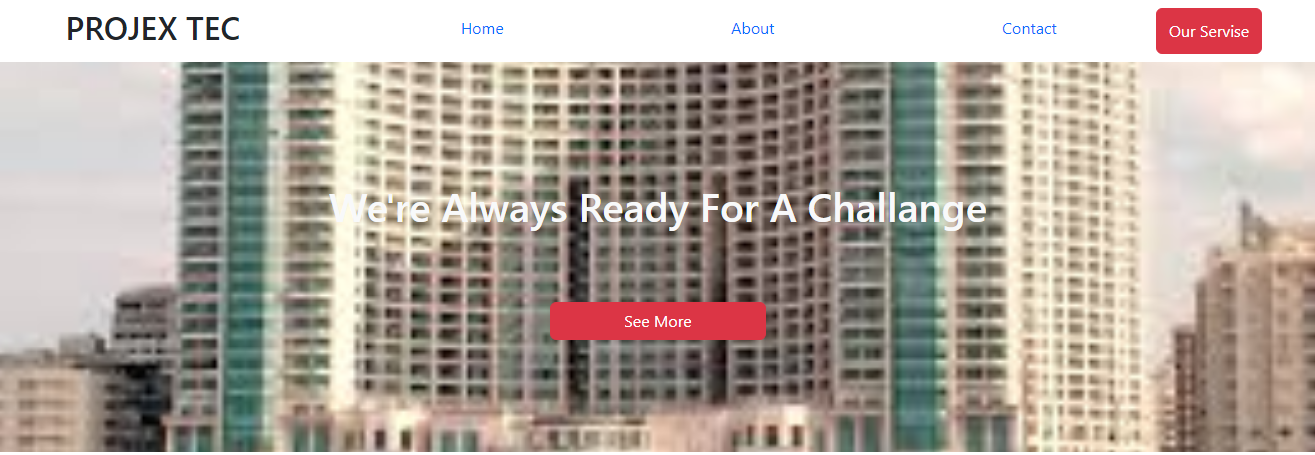 PROJEX TEC Home About Contact Our Servise
We're Always Ready For A Challange
See More